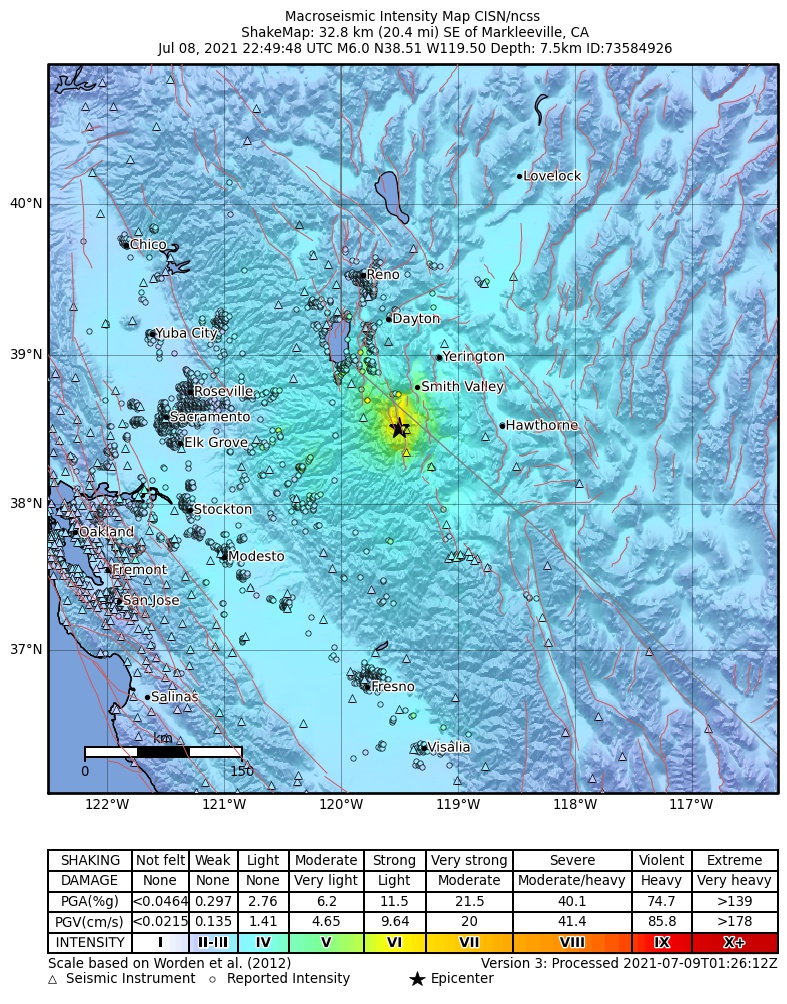 Macroseismic Intensity Map CISN/ncss
ShakeMap: 32.8 km (20.4 mi) SE of Markleeville, CA
Jul 08, 2021 22:49:48 UTC M6.0 N38.51 W119.50 Depth: 7.5km ID:73584926
Lovelock
40°N
Chico
Reno
Dayton
Yuba City
39°N
Yerington
Smith Valley
Roseville
Sacramento
Hawthorne
Elk Grove
38°N
Stockton
Oakland
Modesto
Fremont
San Jose
37°N
Fresno
Salinas
km
Visalia
0 150
122°W 121°W 120°W 119°W 118°W 117°W
SHAKING Not felt Weak Light Moderate Strong Very strong Severe Violent Extreme
DAMAGE None None None Very light Light Moderate Moderate/heavy Heavy Very heavy
PGA(%g) <0.0464 0.297 2.76 6.2 11.5 21.5 40.1 74.7 >139
PGV(cm/s) <0.0215 0.135 1.41 4.65 9.64 20 41.4 85.8 >178
INTENSITY I II-III IV V VI VII VIII IX X+
Scale based on Worden et al. (2012) Version 3: Processed 2021-07-09T01:26:12Z
Seismic Instrument Reported Intensity Epicenter